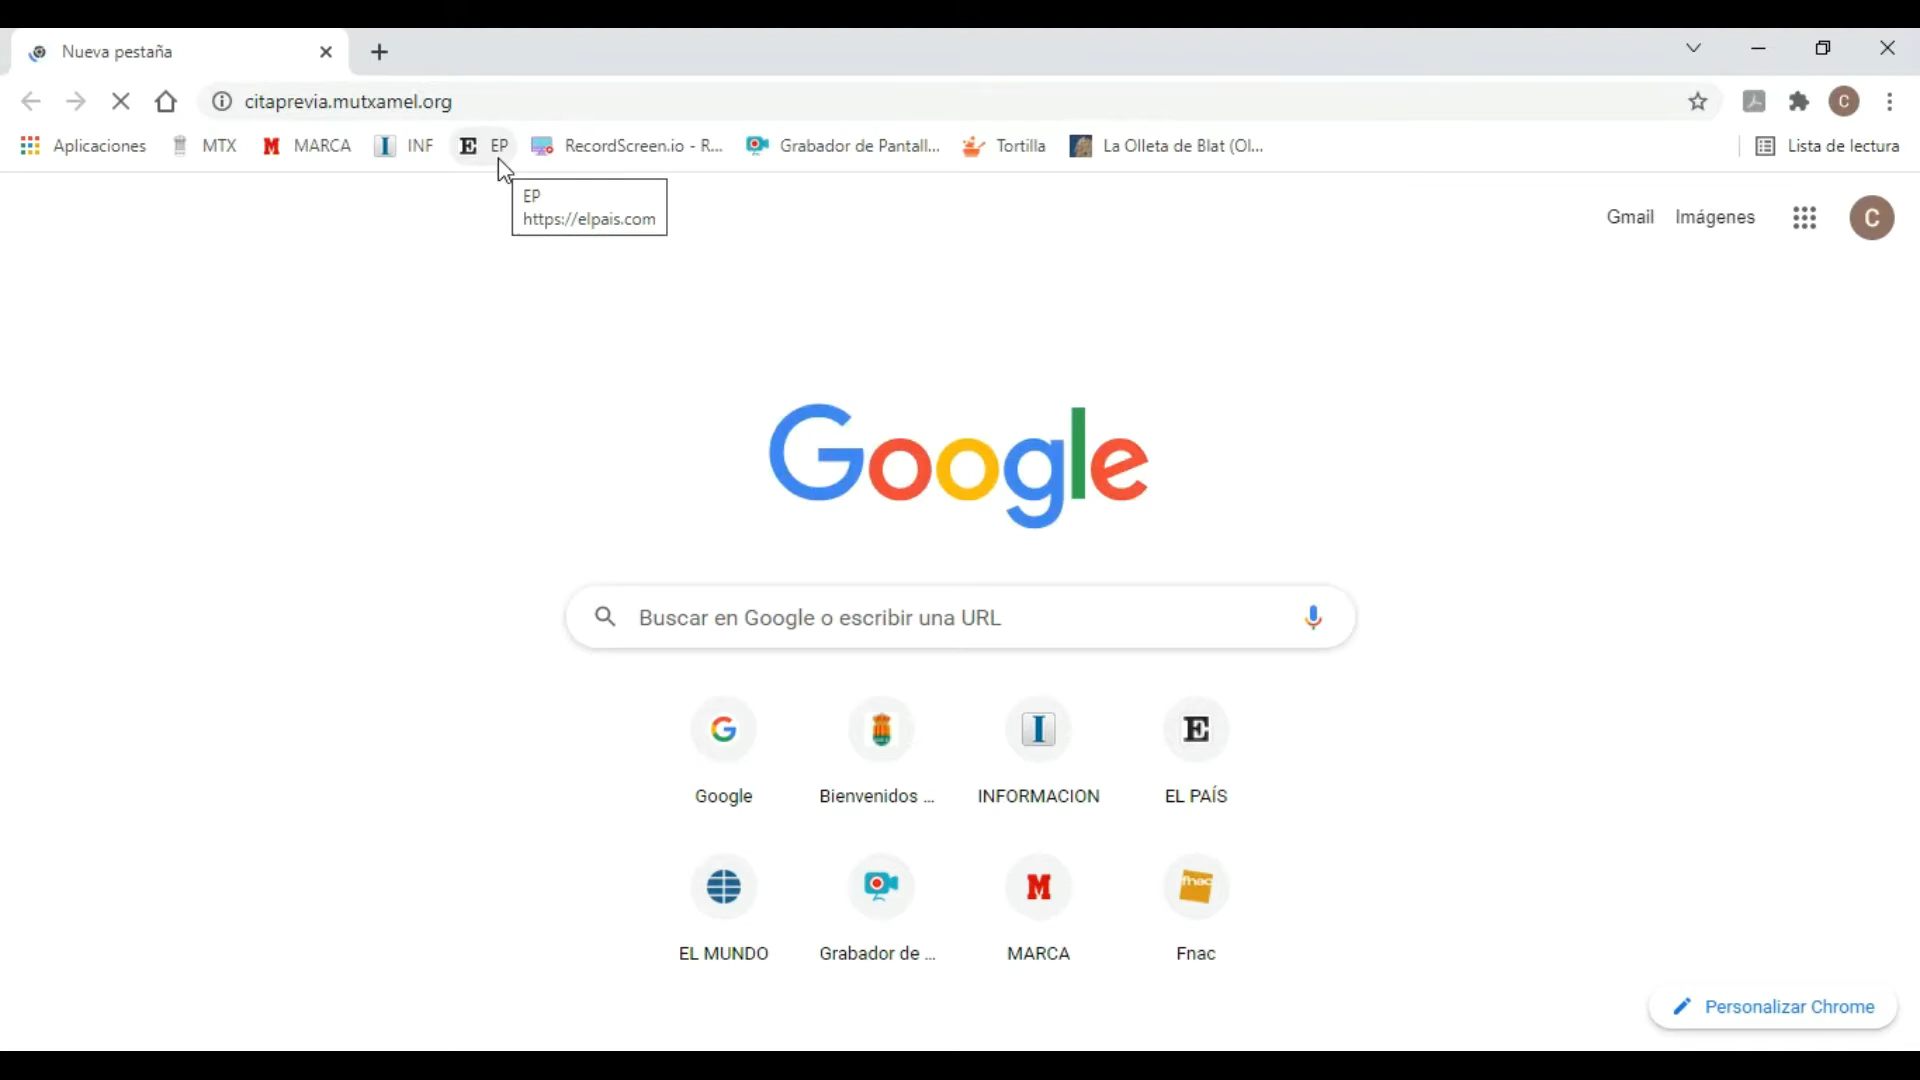 Nueva pestaña
citaprevia.mutxamel.org
Aplicaciones MTX MARCA INF EP RecordScreen.io - R... Grabador de Pantall... Tortilla La Olleta de Blat (Ol... Lista de lectura
EP
https://elpais.com
Gmail Imágenes C
Google
Buscar en Google o escribir una URL
Google Bienvenidos ... INFORMACION EL PAÍS
fnac
EL MUNDO Grabador de ... MARCA Fnac
Personalizar Chrome